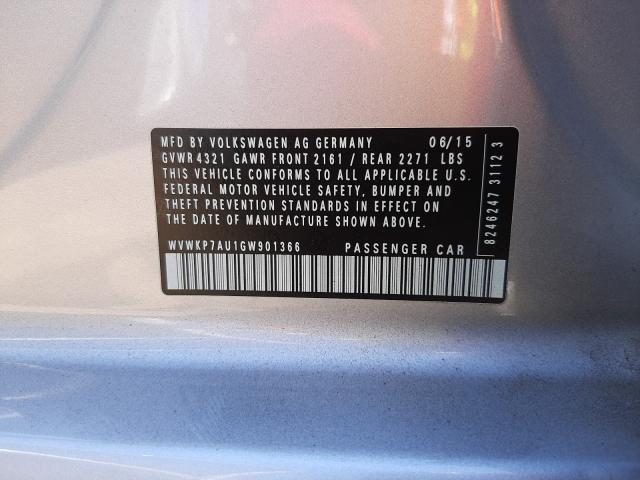 MFD BY VOLKSWAGEN AG GERMANY 06/15
GVWR 4321 GAWR FRONT 2161 / REAR 2271 LBS
THIS VEHICLE CONFORMS TO ALL APPLICABLE U.S.
FEDERAL MOTOR VEHICLE SAFETY, BUMPER AND
THEFT PREVENTION STANDARDS IN EFFECT ON
THE DATE OF MANUFACTURE SHOWN ABOVE.
WVWKP7AU1GW901366 PASSENGER CAR
8246247 3112 3